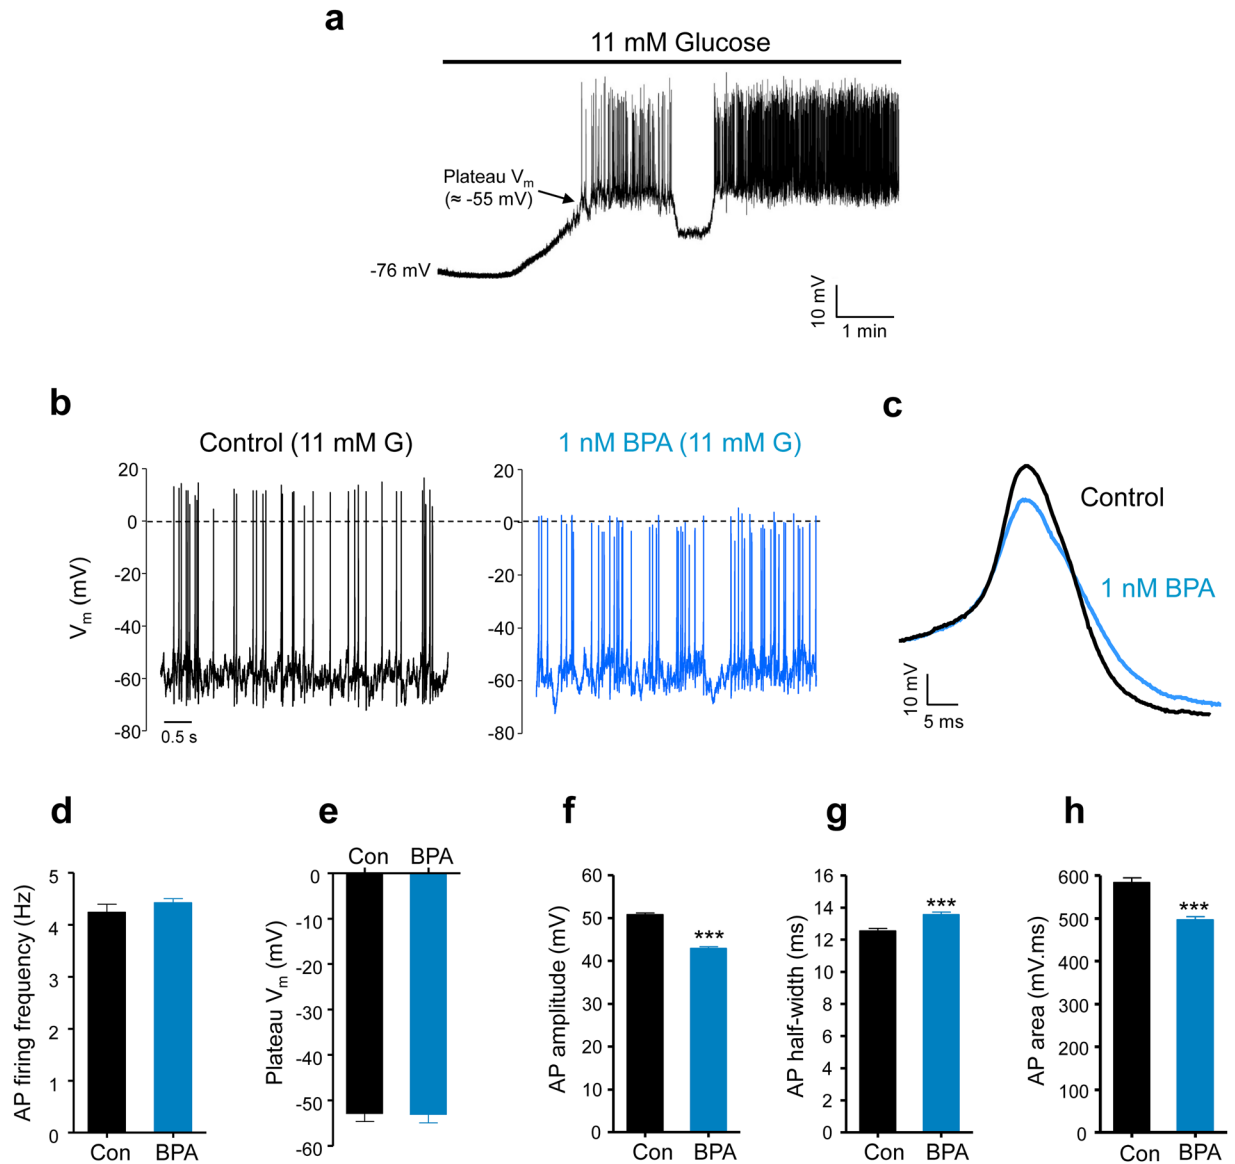 a
11 mM Glucose
Plateau Vm
(≈ -55 mV)
-76 mV
10 mV
1 min
b
Control (11 mM G)
1 nM BPA (11 mM G)
Vm (mV)
20
0
-20
-40
-60
-80
0.5 s
20
0
-20
-40
-60
-80
c
Control
1 nM BPA
10 mV
5 ms
d
AP firing frequency (Hz)
5
4
3
2
1
0
Con BPA
e
Con BPA
Plateau Vm (mV)
0
-10
-20
-30
-40
-50
-60
f
AP amplitude (mV)
60
50
40
30
20
10
0
***
Con BPA
g
AP half-width (ms)
16
14
12
10
8
6
4
2
0
***
Con BPA
h
AP area (mV.ms)
600
500
400
300
200
100
0
***
Con BPA